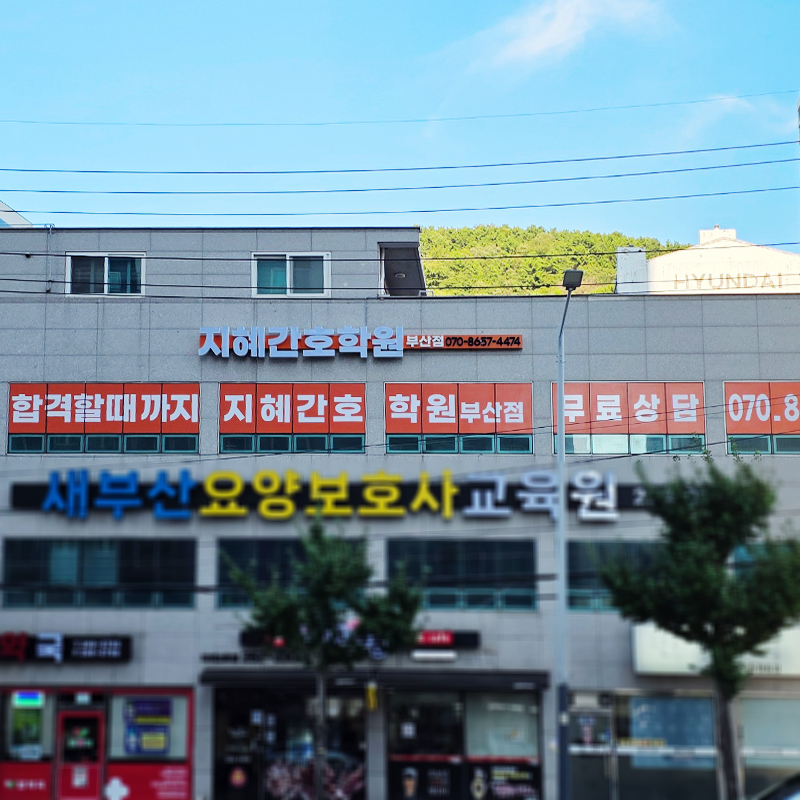 HYUNDAI
지혜간호학원 부산점 070-8657-4474
합격할때까지 지혜간호 학원부산점 무료상담 070.8
새부산요양보호사교육원
약국